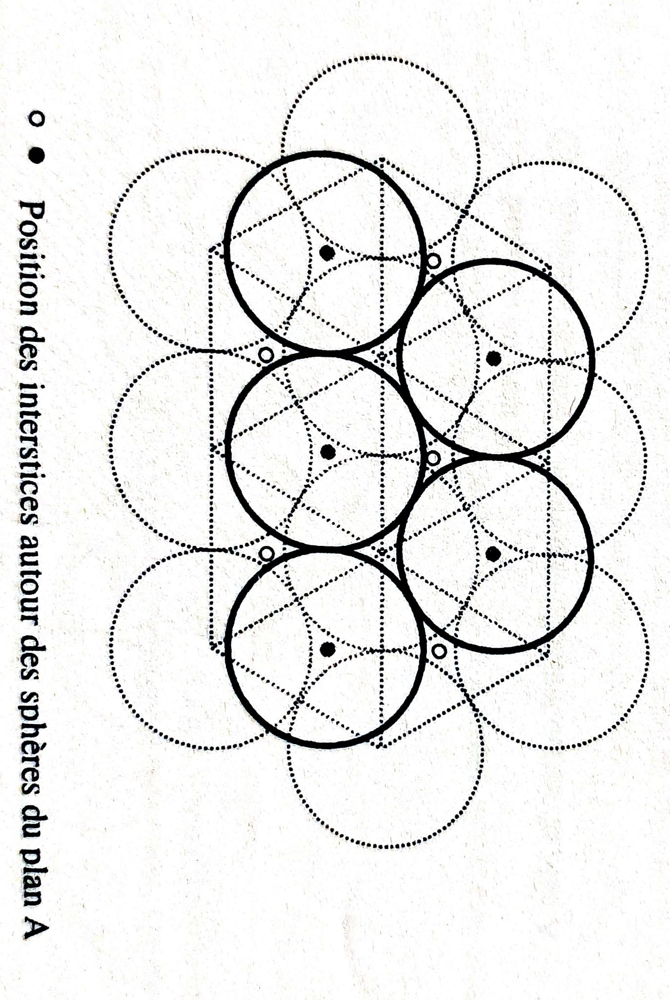 Position des interstices autour des sphères du plan A